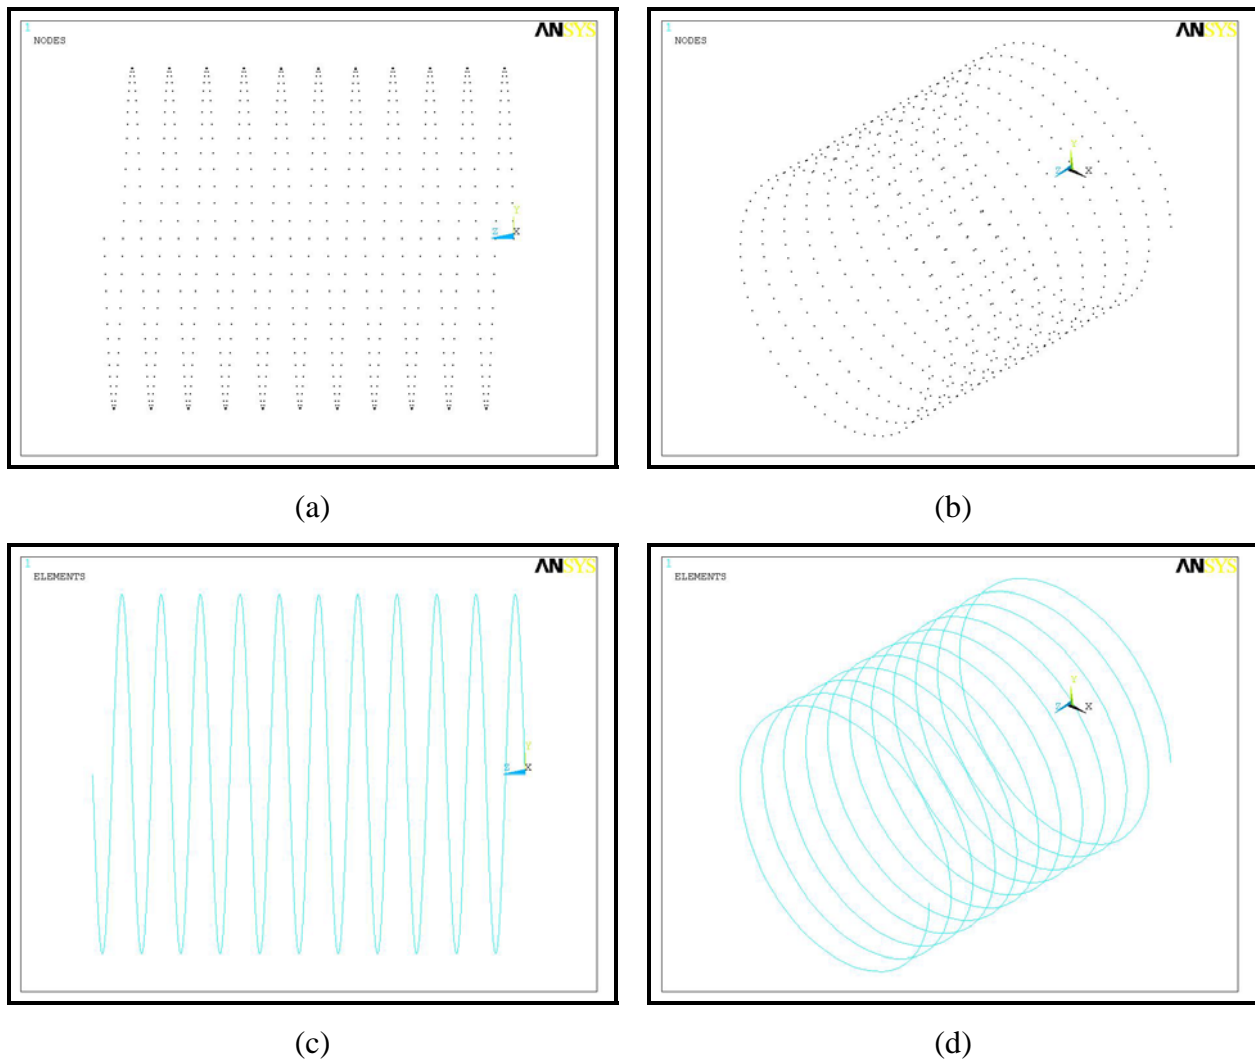 1
ANSYS
NODES
Y
Z
X
1
ANSYS
NODES
Y
Z
X
(a)
(b)
1
ANSYS
ELEMENTS
Y
Z
X
1
ANSYS
ELEMENTS
Y
Z
X
(c)
(d)